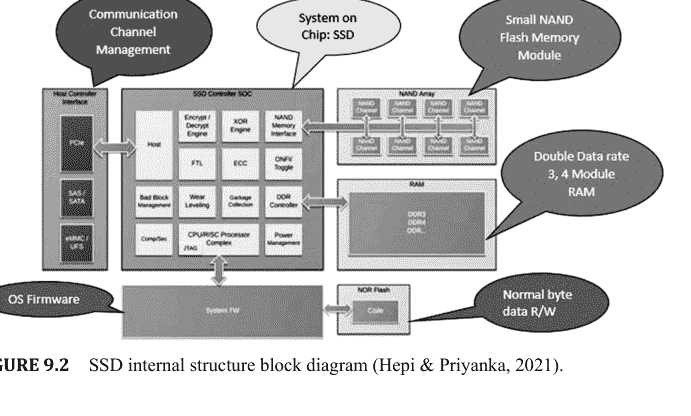 Communication
Channel
Management
System on
Chip: SSD
Small NAND
Flash Memory
Module
Host Controller
Interface
PCIe
SAS /
SATA
eMMC /
UFS
SSD Controller SOC
Host
Encrypt /
Decrypt
Engine
XOR
Engine
NAND
Memory
Interface
FTL
ECC
ONFI/
Toggle
Bad Block
Management
Wear
Leveling
Garbage
Collection
DDR
Controller
Comp/Sec
CPU/RISC Processor
Complex
JTAG
Power
Management
NAND Array
NAND
Channel
NAND
Channel
NAND
Channel
NAND
Channel
NAND
Channel
NAND
Channel
NAND
Channel
NAND
Channel
RAM
DDR3
DDR4
DDR...
Double Data rate
3, 4 Module
RAM
OS Firmware
System FW
NOR Flash
Code
Normal byte
data R/W
GURE 9.2 SSD internal structure block diagram (Hepi & Priyanka, 2021).